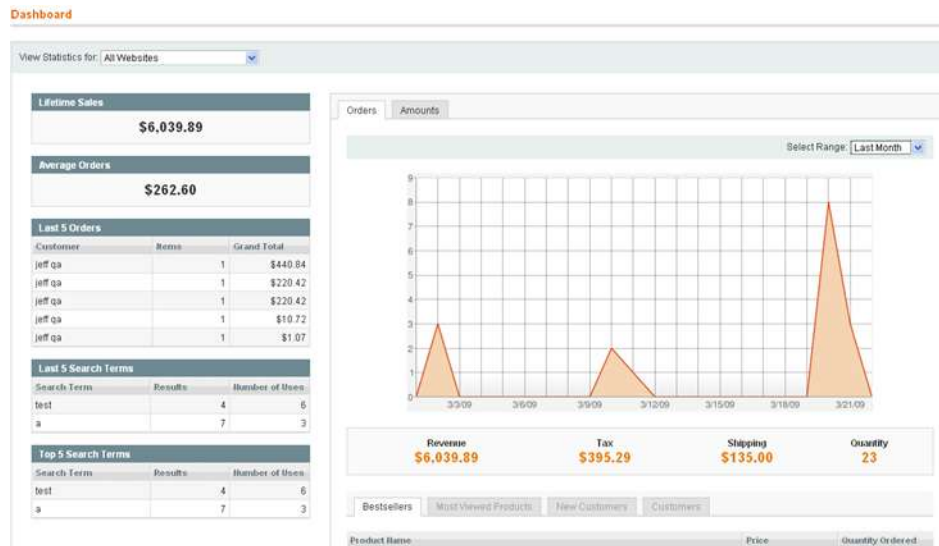 Dashboard
View Statistics for: All Websites
Lifetime Sales
$6,039.89
Average Orders
$262.60
Last 5 Orders
Customer Items Grand Total
jeff qa 1 $440.84
jeff qa 1 $220.42
jeff qa 1 $220.42
jeff qa 1 $10.72
jeff qa 1 $1.07
Last 5 Search Terms
Search Term Results Number of Uses
test 4 6
a 7 3
Top 5 Search Terms
Search Term Results Number of Uses
test 4 6
a 7 3
Orders Amounts
Select Range: Last Month
9
8
7
6
5
4
3
2
1
0
3/3/09 3/6/09 3/9/09 3/12/09 3/15/09 3/18/09 3/21/09
Revenue Tax Shipping Quantity
$6,039.89 $395.29 $135.00 23
Bestsellers Most Viewed Products New Customers Customers
Product Name Price Quantity Ordered